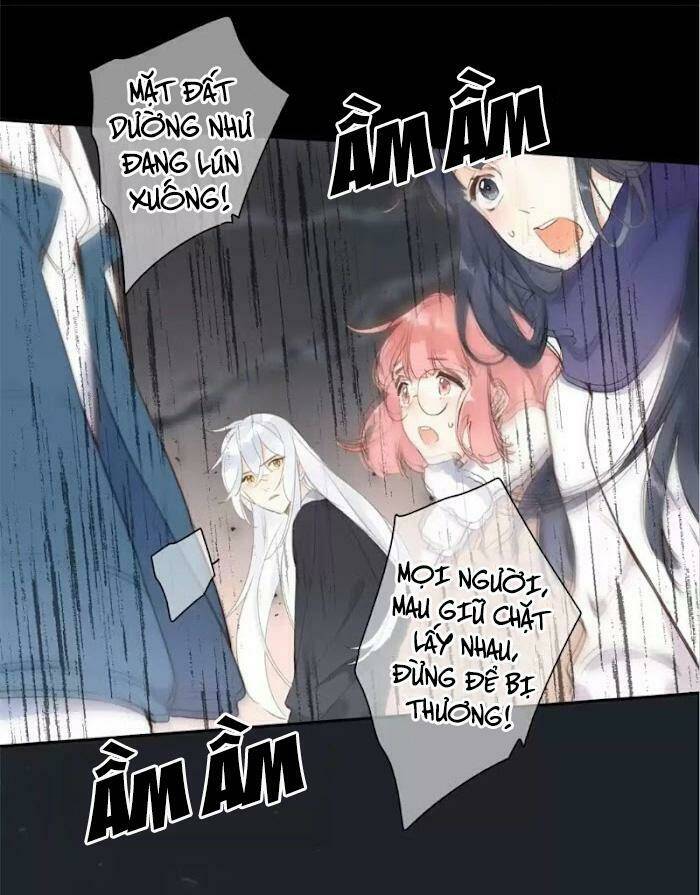 MẶT ĐẤT
DƯỜNG NHƯ
ĐANG LÚN
XUỐNG!
ẦM ẦM
MỌI NGƯỜI,
MAU GIỮ CHẶT
LẤY NHAU,
ĐỪNG ĐỂ BỊ
THƯƠNG!
ẦM ẦM